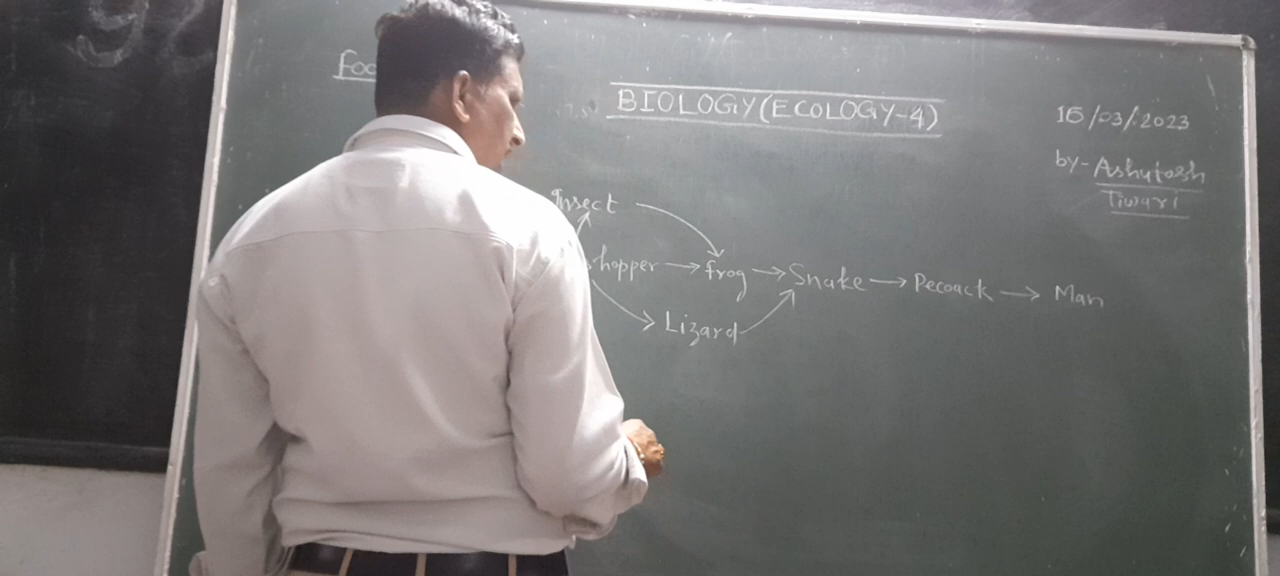 foo
BIOLOGY (ECOLOGY-4)
16/03/2023
by- Ashutosh
Tiwari
Insect
hopper → frog → Snake → Pecoack → Man
Lizard